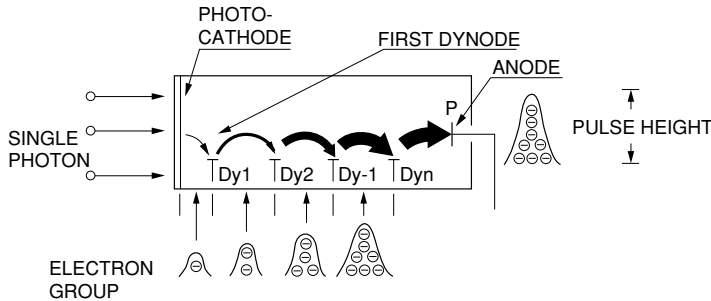 PHOTO-
CATHODE
FIRST DYNODE
ANODE
P
SINGLE
PHOTON
PULSE HEIGHT
Dy1
Dy2
Dy-1
Dyn
ELECTRON
GROUP